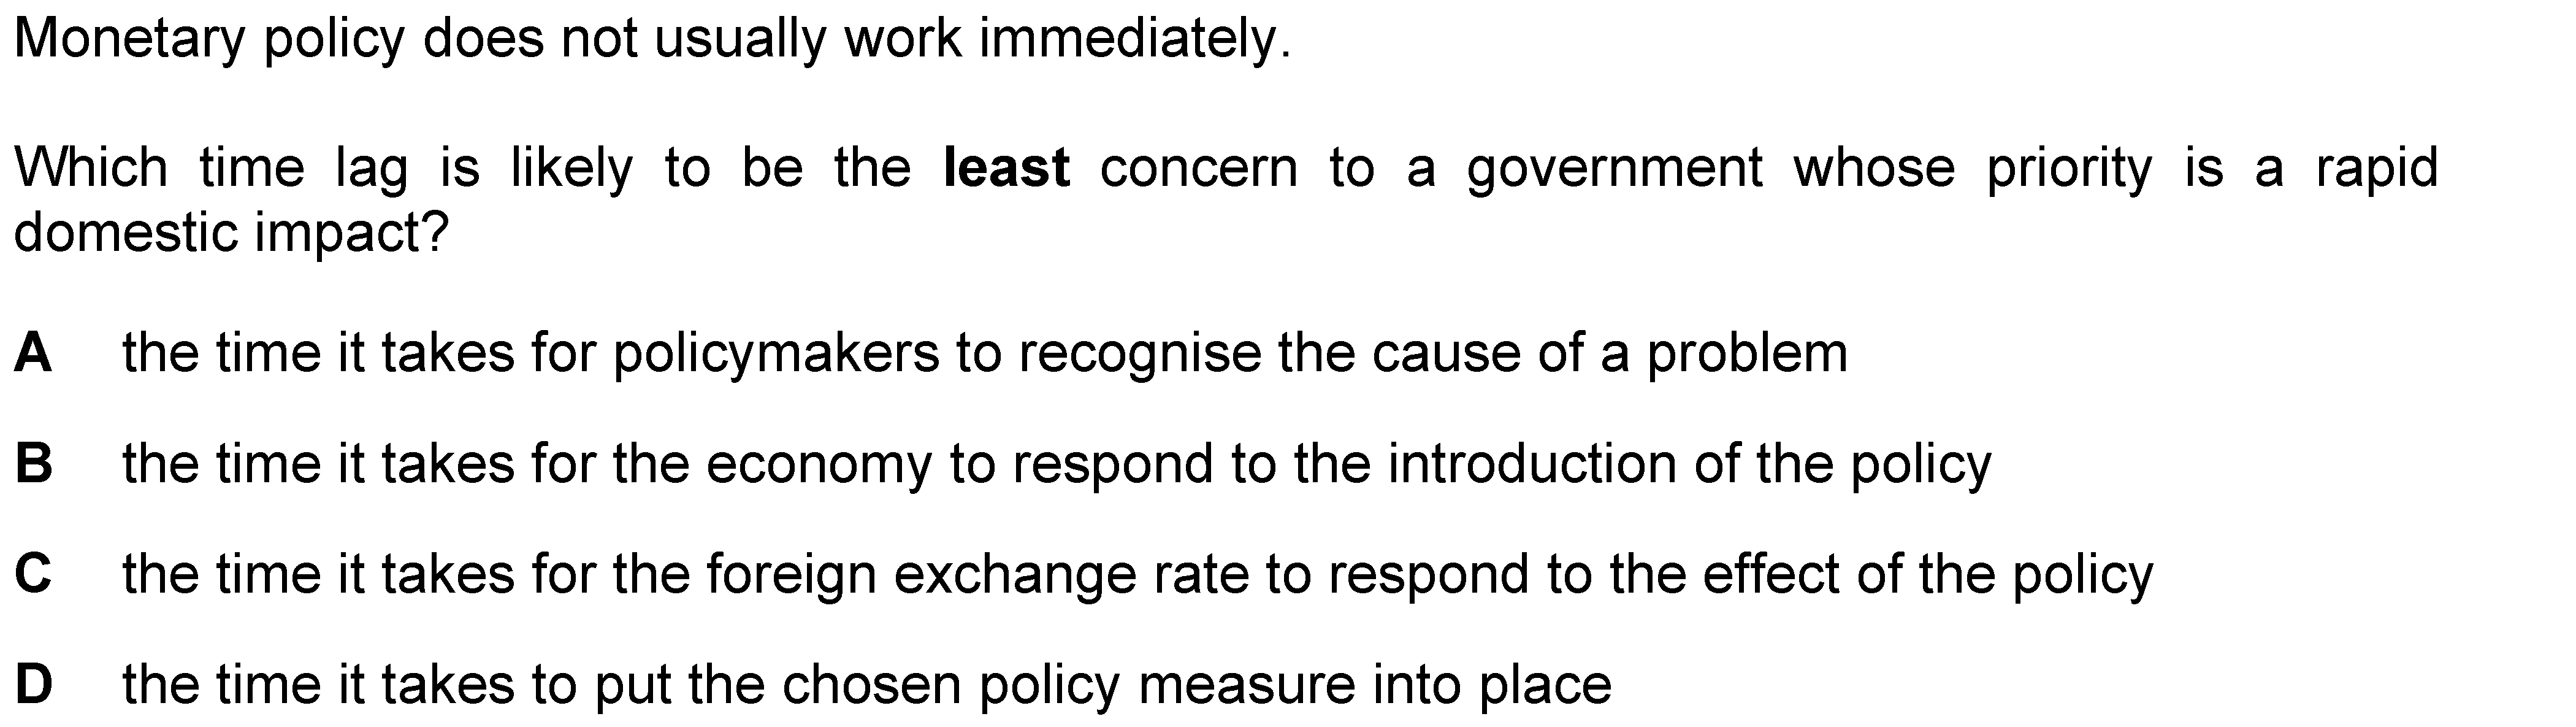 Monetary policy does not usually work immediately.
Which time lag is likely to be the least concern to a government whose priority is a rapid
domestic impact?
A the time it takes for policymakers to recognise the cause of a problem
B the time it takes for the economy to respond to the introduction of the policy
C the time it takes for the foreign exchange rate to respond to the effect of the policy
D the time it takes to put the chosen policy measure into place